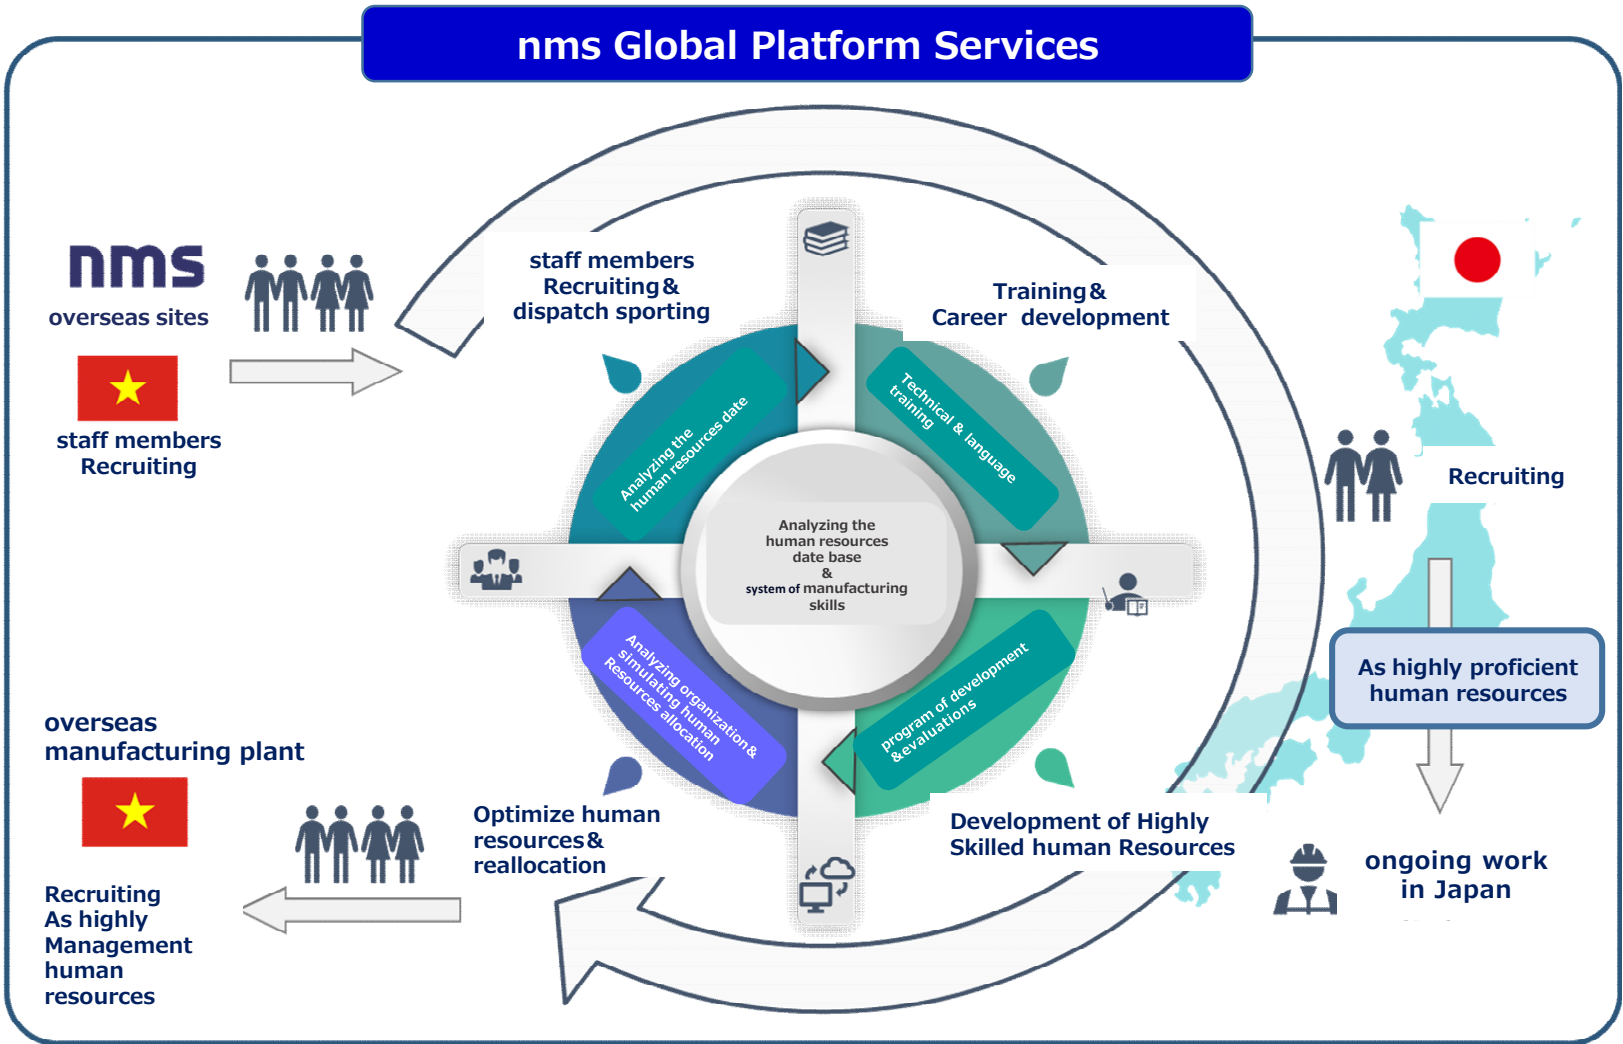 nms Global Platform Services
nms
overseas sites
staff members
Recruiting
staff members
Recruiting&
dispatch sporting
Training&
Career development
Analyzing the
human resources date
Technical & language
training
Analyzing the
human resources
date base
&
system of manufacturing
skills
Analyzing organization&
simulating human
Resources allocation
program of development
&evaluations
Recruiting
As highly proficient
human resources
overseas
manufacturing plant
Recruiting
As highly
Management
human
resources
Optimize human
resources&
reallocation
Development of Highly
Skilled human Resources
ongoing work
in Japan